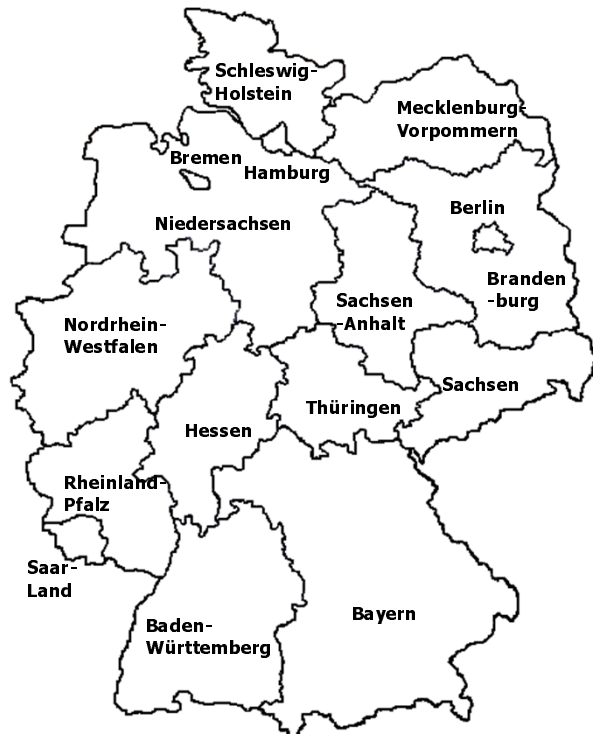 Schleswig-
Holstein
Mecklenburg-
Vorpommern
Bremen
Hamburg
Niedersachsen
Berlin
Branden
-burg
Sachsen
-Anhalt
Nordrhein-
Westfalen
Sachsen
Thüringen
Hessen
Rheinland-
Pfalz
Saar-
Land
Bayern
Baden-
Württemberg